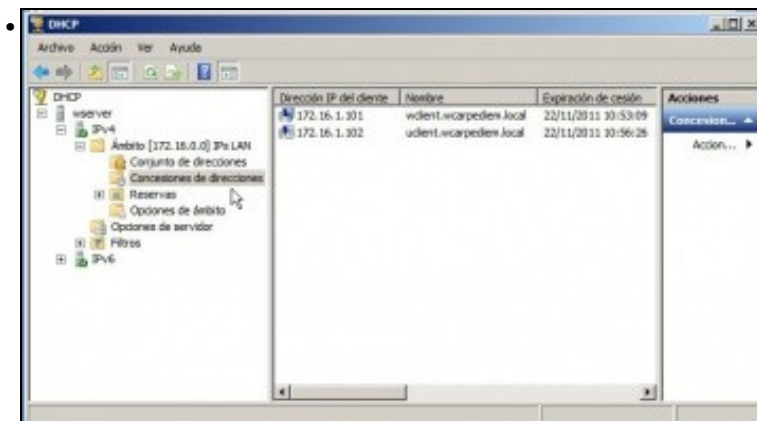 DHCP
Archivo Acción Ver Ayuda
DHCP
wserver
IPv4
Ámbito [172.16.0.0] IPs LAN
Conjunto de direcciones
Concesiones de direcciones
Reservas
Opciones de ámbito
Opciones de servidor
Filtros
IPv6
Dirección IP del cliente Nombre Expiración de cesión
172.16.1.101 wclient.wcarpediem.local 22/11/2011 10:53:09
172.16.1.102 uclient.wcarpediem.local 22/11/2011 10:56:26
Acciones
Concesion...
Accion...